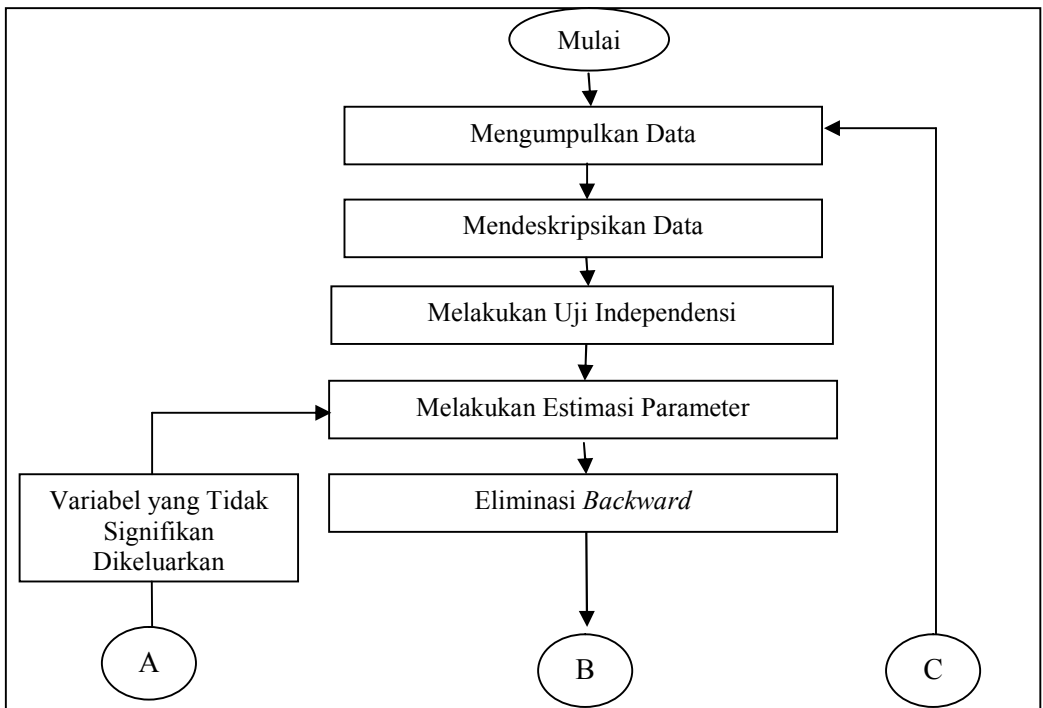 Mulai
Mengumpulkan Data
Mendeskripsikan Data
Melakukan Uji Independensi
Melakukan Estimasi Parameter
Variabel yang Tidak
Signifikan
Dikeluarkan
Eliminasi Backward
A
B
C